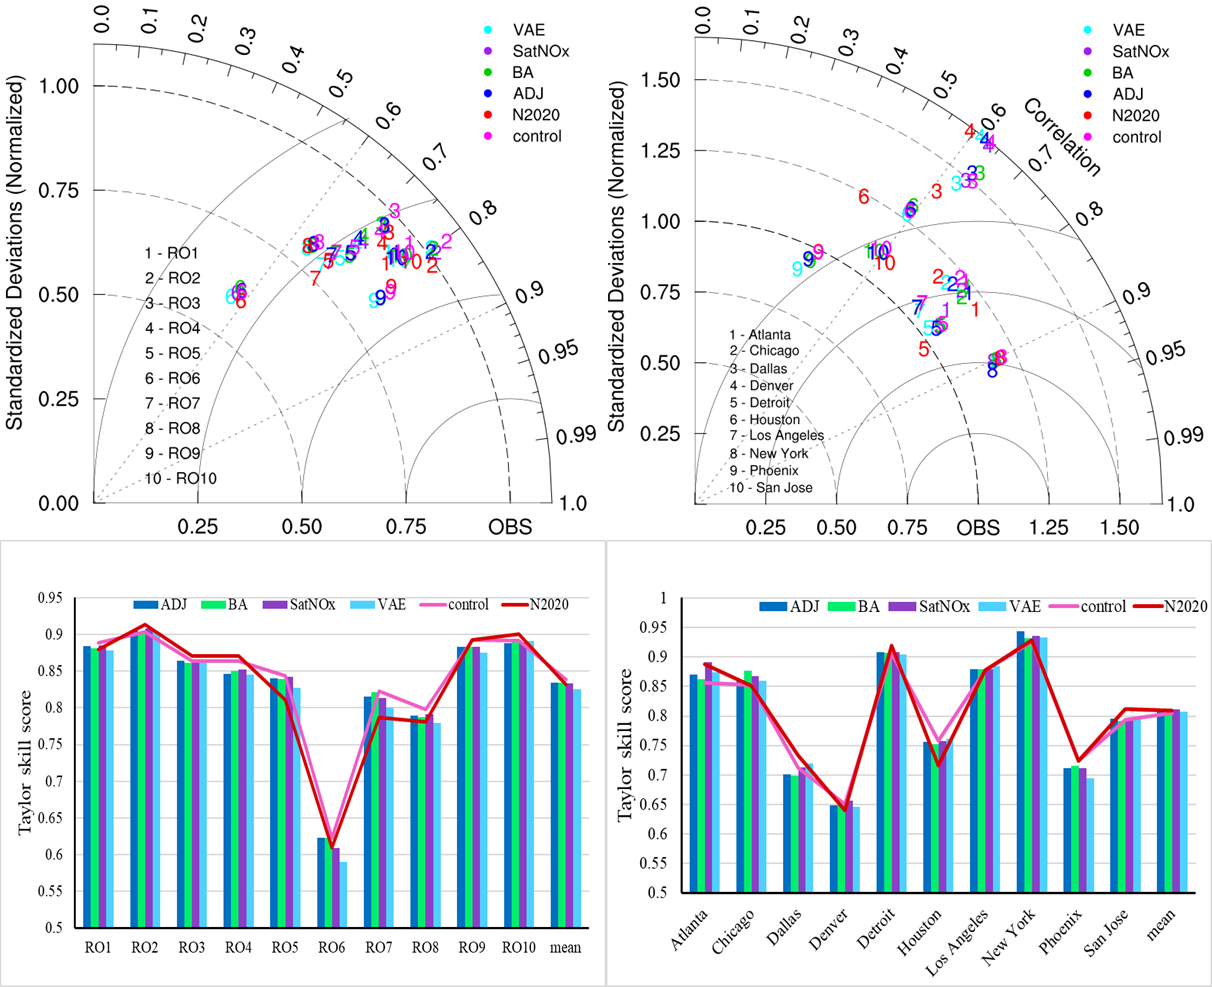 0.0
0.1
0.2
0.3
0.4
0.5
0.6
0.7
0.8
0.9
0.95
0.99
1.0
VAE
SatNOx
BA
ADJ
N2020
control
Standardized Deviations (Normalized)
1.00
0.75
0.50
0.25
0.00
1 - RO1
2 - RO2
3 - RO3
4 - RO4
5 - RO5
6 - RO6
7 - RO7
8 - RO8
9 - RO9
10 - RO10
0.25
0.50
0.75
OBS
0.0
0.1
0.2
0.3
0.4
0.5
0.6
Correlation
0.7
0.8
0.9
0.95
0.99
1.0
VAE
SatNOx
BA
ADJ
N2020
control
Standardized Deviations (Normalized)
1.50
1.25
1.00
0.75
0.50
0.25
1 - Atlanta
2 - Chicago
3 - Dallas
4 - Denver
5 - Detroit
6 - Houston
7 - Los Angeles
8 - New York
9 - Phoenix
10 - San Jose
0.25
0.50
0.75
OBS
1.25
1.50
ADJ BA SatNOx VAE control N2020
Taylor skill score
0.95
0.9
0.85
0.8
0.75
0.7
0.65
0.6
0.55
0.5
RO1 RO2 RO3 RO4 RO5 RO6 RO7 RO8 RO9 RO10 mean
ADJ BA SatNOx VAE control N2020
Taylor skill score
1
0.95
0.9
0.85
0.8
0.75
0.7
0.65
0.6
0.55
0.5
Atlanta
Chicago
Dallas
Denver
Detroit
Houston
Los Angeles
New York
Phoenix
San Jose
mean